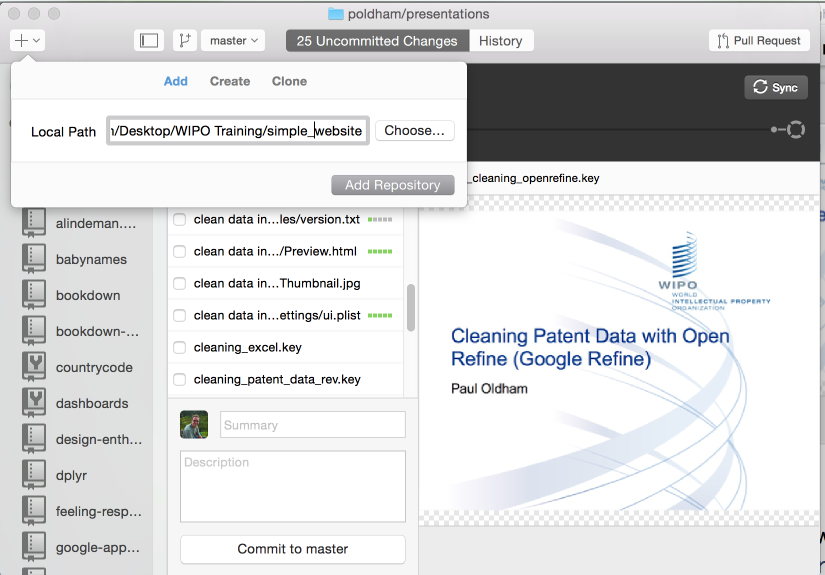 poldham/presentations
master
25 Uncommitted Changes
History
Pull Request
Add
Create
Clone
Sync
Local Path
/Desktop/WIPO Training/simple_website
Choose...
Add Repository
_cleaning_openrefine.key
alindeman....
babynames
bookdown
bookdown-...
countrycode
dashboards
design-enth...
dplyr
feeling-resp...
google-app...
clean data in...les/version.txt
clean data in.../Preview.html
clean data in...Thumbnail.jpg
clean data in...ettings/ui.plist
cleaning_excel.key
cleaning_patent_data_rev.key
Summary
Description
Commit to master
WIPO
WORLD
INTELLECTUAL PROPERTY
ORGANIZATION
Cleaning Patent Data with Open
Refine (Google Refine)
Paul Oldham